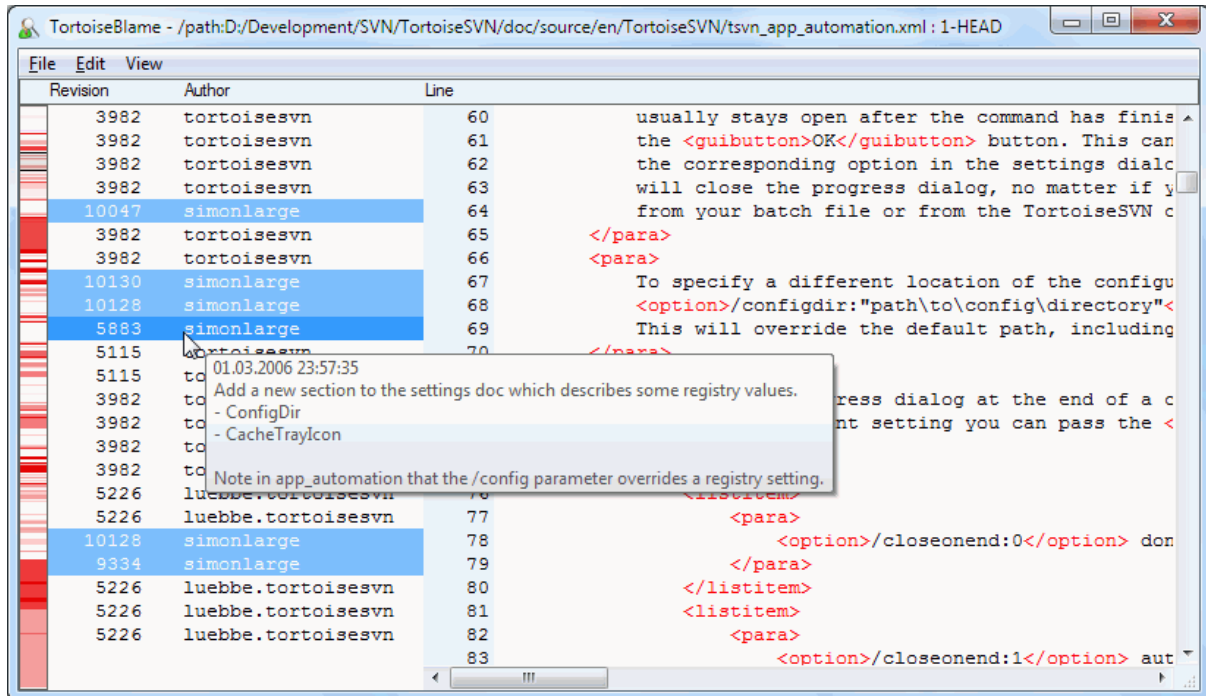 TortoiseBlame - /path:D:/Development/SVN/TortoiseSVN/doc/source/en/TortoiseSVN/tsvn_app_automation.xml : 1-HEAD
File Edit View
Revision Author Line
3982 tortoisesvn 60 usually stays open after the command has finis
3982 tortoisesvn 61 the <guibutton>OK</guibutton> button. This can
3982 tortoisesvn 62 the corresponding option in the settings dialo
3982 tortoisesvn 63 will close the progress dialog, no matter if y
10047 simonlarge 64 from your batch file or from the TortoiseSVN c
3982 tortoisesvn 65 </para>
3982 tortoisesvn 66 <para>
10130 simonlarge 67 To specify a different location of the configu
10128 simonlarge 68 <option>/configdir:"path\to\config\directory"<
5883 simonlarge 69 This will override the default path, including
5115 tortoisesvn 70 </para>
01.03.2006 23:57:35
5115 to
Add a new section to the settings doc which describes some registry values.
3982 to ress dialog at the end of a c
- ConfigDir
3982 to nt setting you can pass the <
- CacheTrayIcon
3982 to
3982 to
Note in app_automation that the /config parameter overrides a registry setting.
5226 luebbe.tortoisesvn 76 <listitem>
5226 luebbe.tortoisesvn 77 <para>
10128 simonlarge 78 <option>/closeonend:0</option> don
9334 simonlarge 79 </para>
5226 luebbe.tortoisesvn 80 </listitem>
5226 luebbe.tortoisesvn 81 <listitem>
5226 luebbe.tortoisesvn 82 <para>
83 <option>/closeonend:1</option> aut